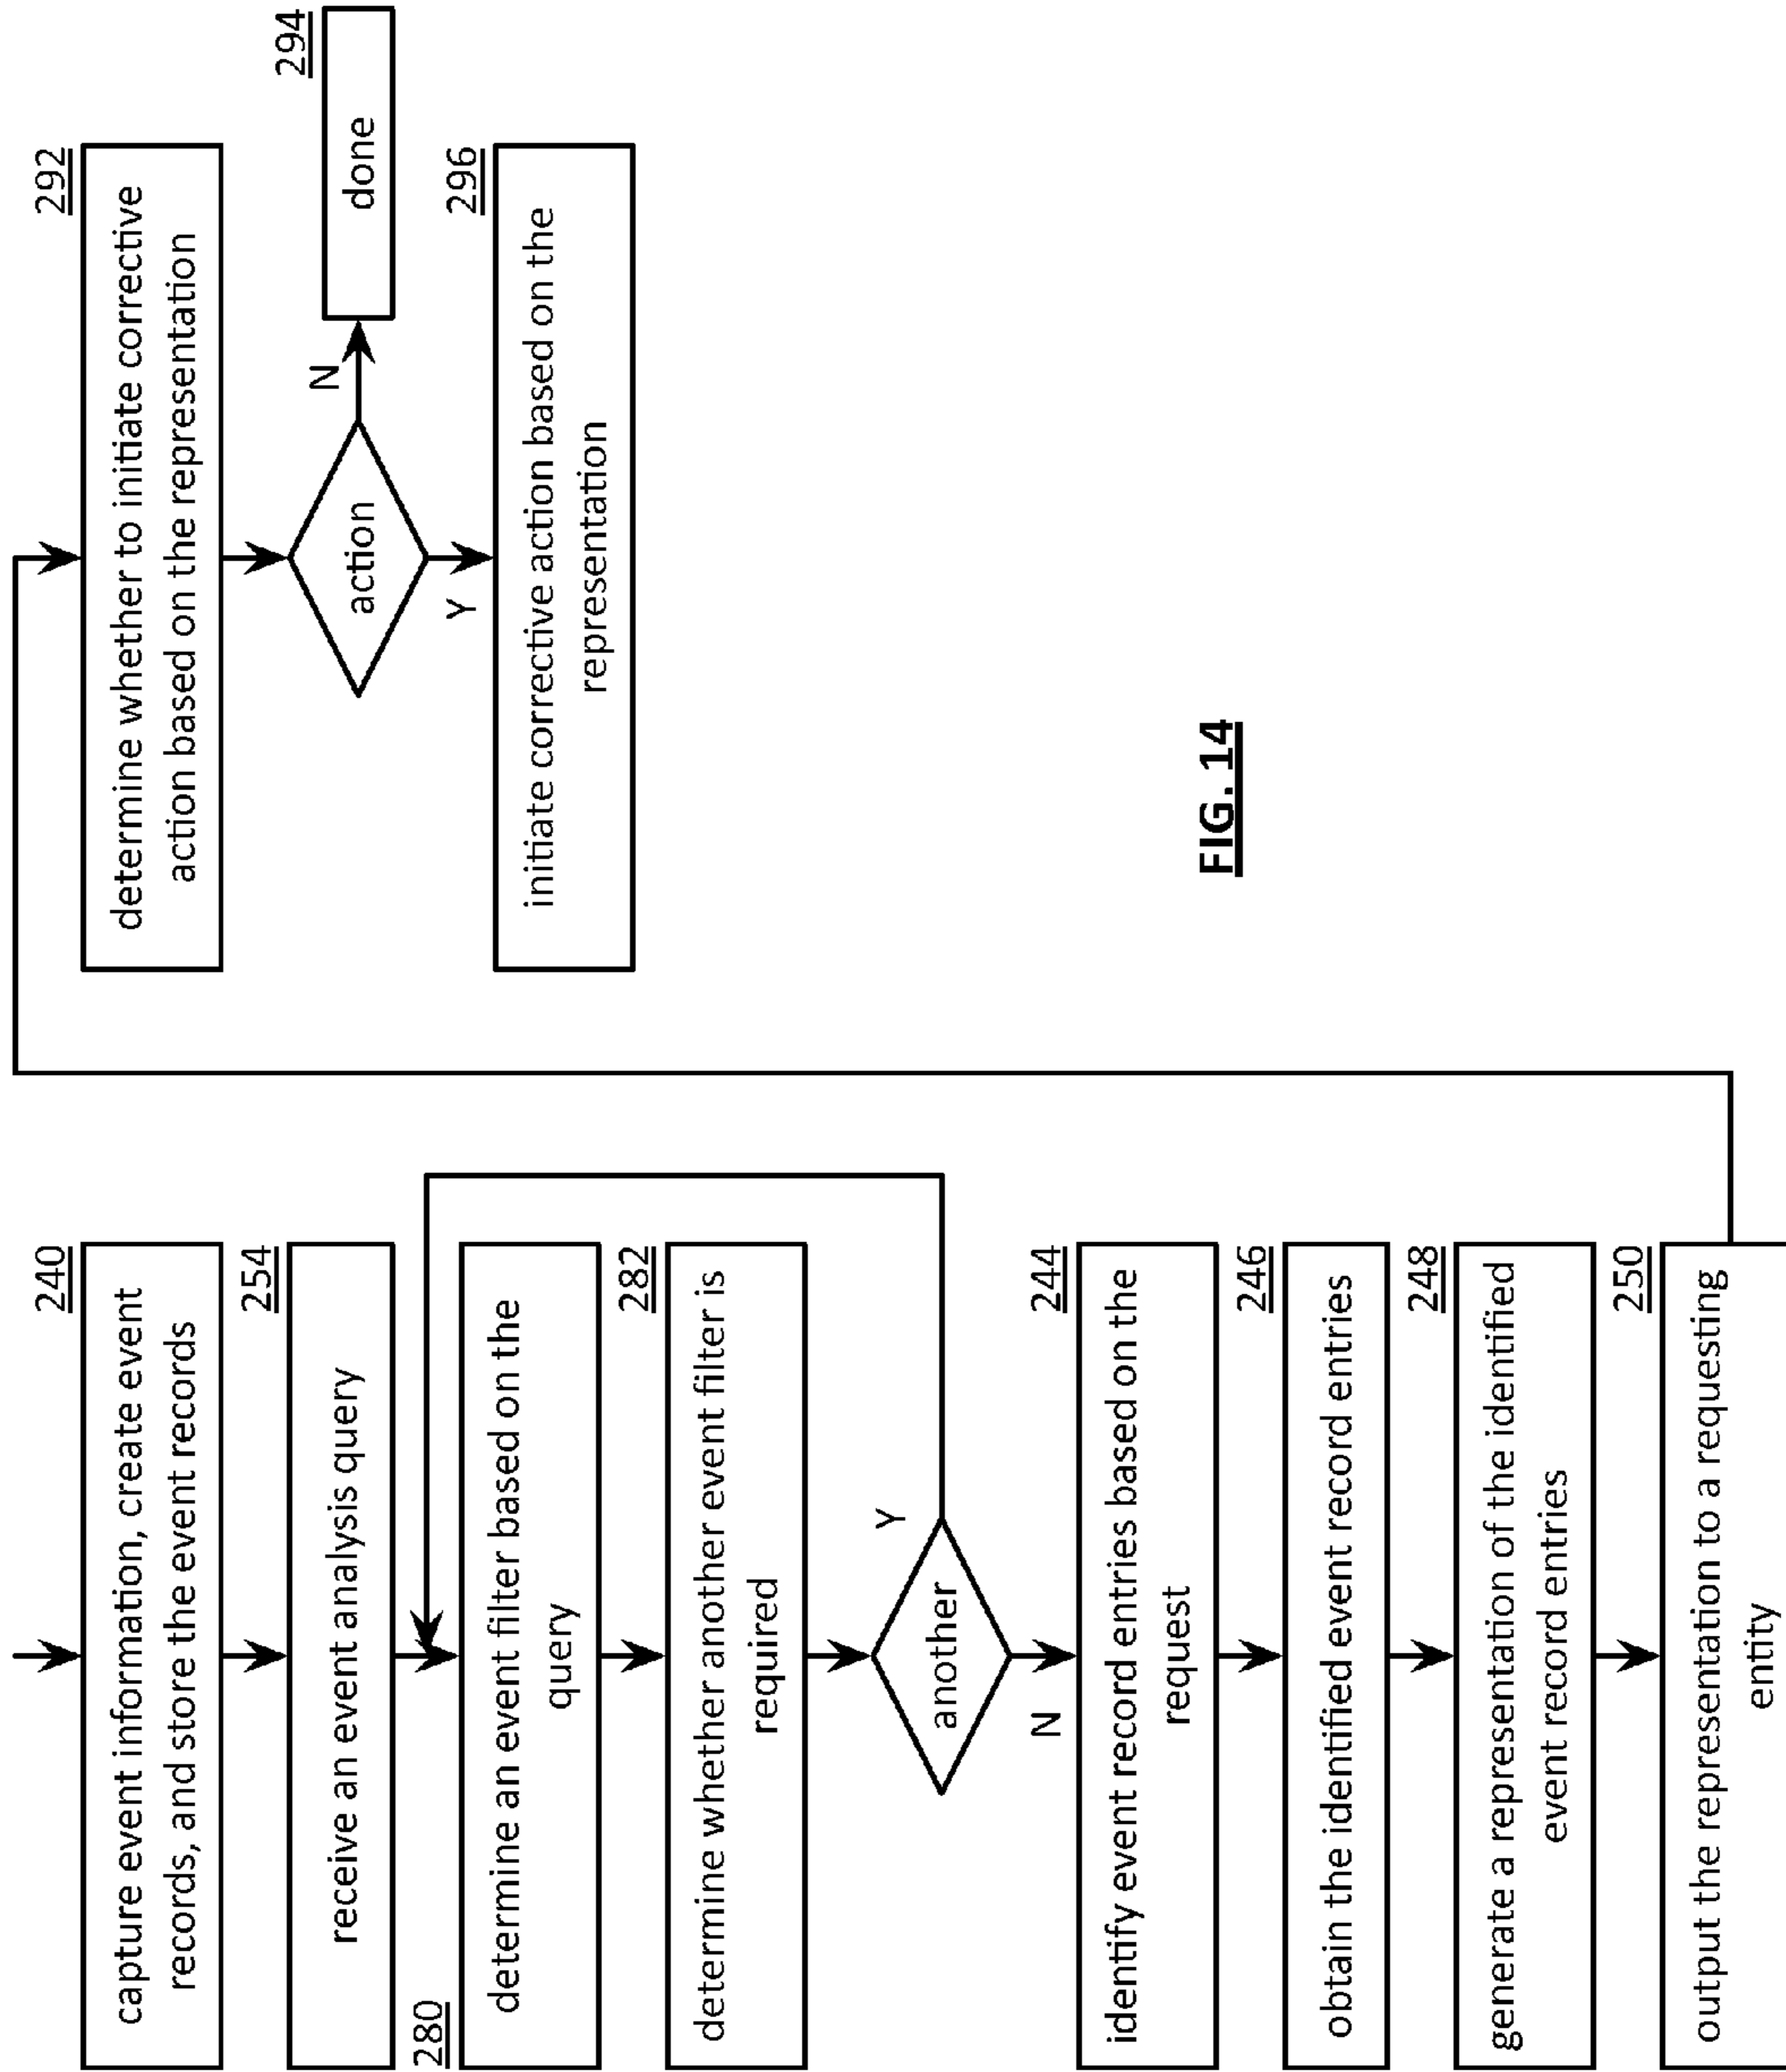 240
capture event information, create event
records, and store the event records
254
receive an event analysis query
280
determine an event filter based on the
query
282
determine whether another event filter is
required
another
Y
N
244
identify event record entries based on the
request
246
obtain the identified event record entries
248
generate a representation of the identified
event record entries
250
output the representation to a requesting
entity
292
determine whether to initiate corrective
action based on the representation
action
N
294
done
Y
296
initiate corrective action based on the
representation
FIG. 14